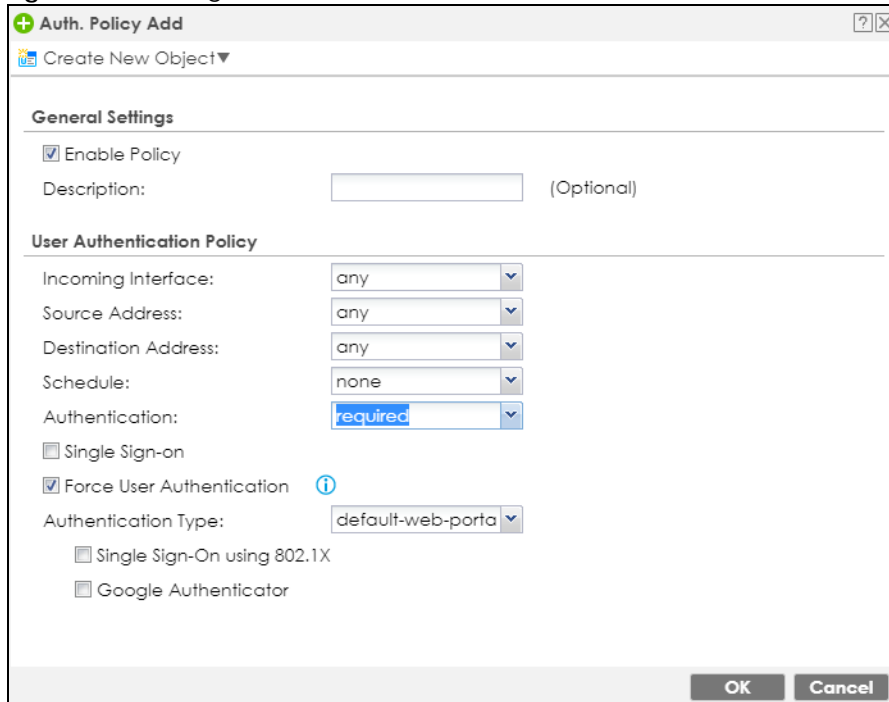 Auth. Policy Add
Create New Object
General Settings
Enable Policy
Description: (Optional)
User Authentication Policy
Incoming Interface: any
Source Address: any
Destination Address: any
Schedule: none
Authentication: required
Single Sign-on
Force User Authentication
Authentication Type: default-web-porta
Single Sign-On using 802.1X
Google Authenticator
OK Cancel